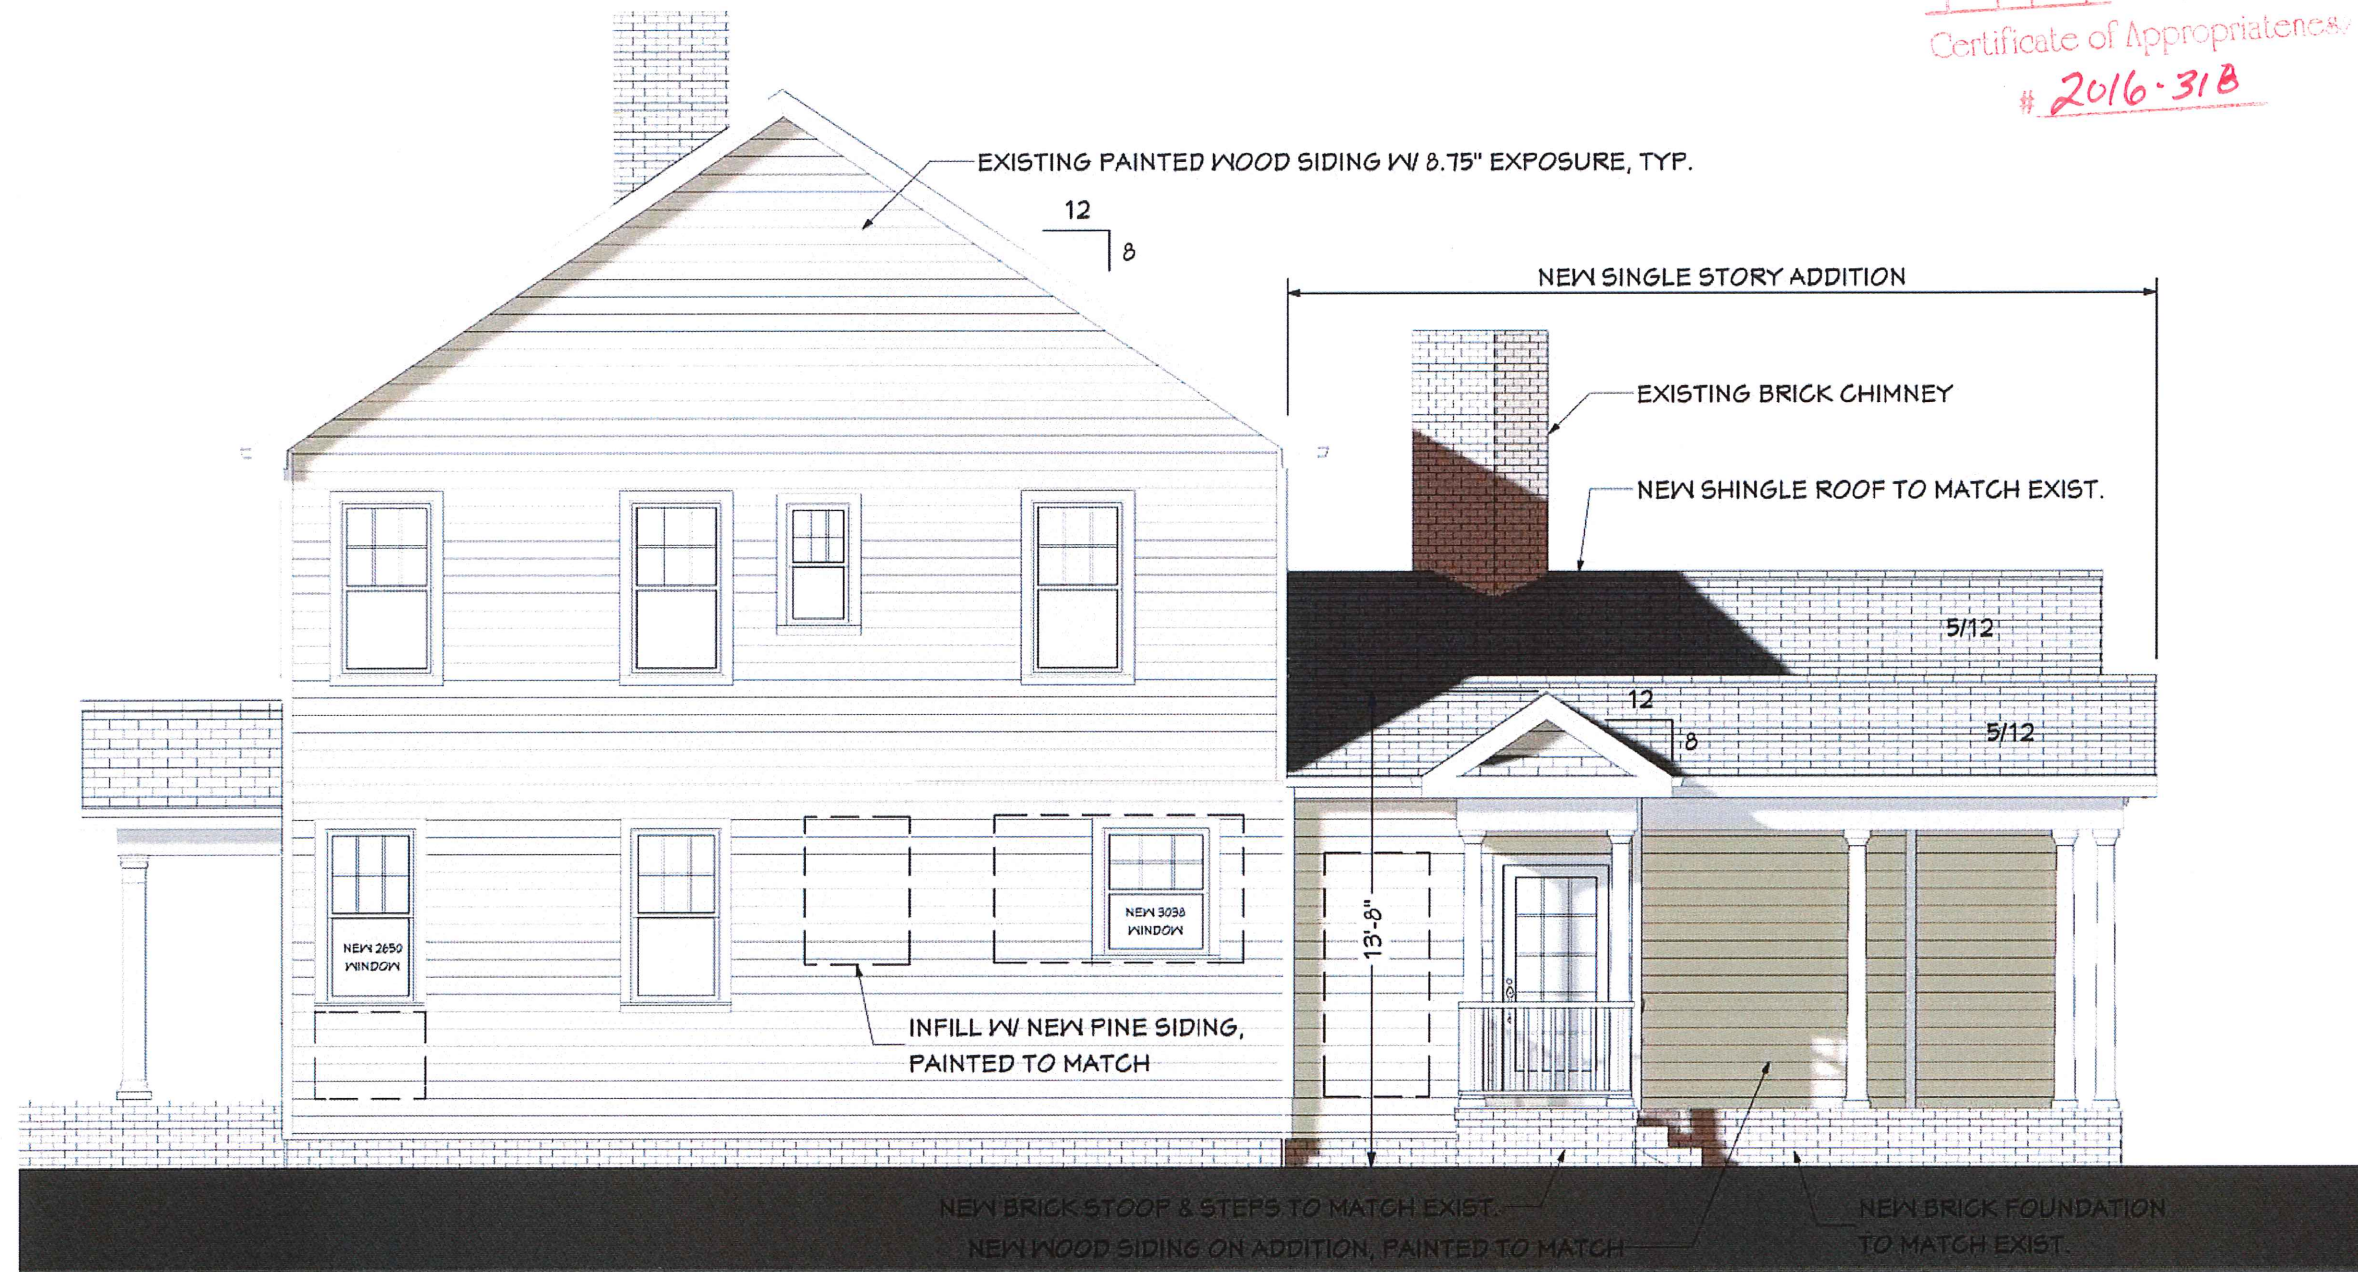 Certificate of Appropriateness
# 2016-31B
EXISTING PAINTED WOOD SIDING W/ 8.75" EXPOSURE, TYP.
12
8
NEW SINGLE STORY ADDITION
EXISTING BRICK CHIMNEY
NEW SHINGLE ROOF TO MATCH EXIST.
5/12
12
8
5/12
13'-8"
NEW 2650
WINDOW
NEW 3038
WINDOW
INFILL W/ NEW PINE SIDING,
PAINTED TO MATCH
NEW BRICK STOOP & STEPS TO MATCH EXIST.
NEW WOOD SIDING ON ADDITION, PAINTED TO MATCH
NEW BRICK FOUNDATION
TO MATCH EXIST.